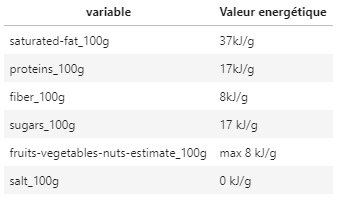 variable Valeur energétique
saturated-fat_100g 37kJ/g
proteins_100g 17kJ/g
fiber_100g 8kJ/g
sugars_100g 17 kJ/g
fruits-vegetables-nuts-estimate_100g max 8 kJ/g
salt_100g 0 kJ/g